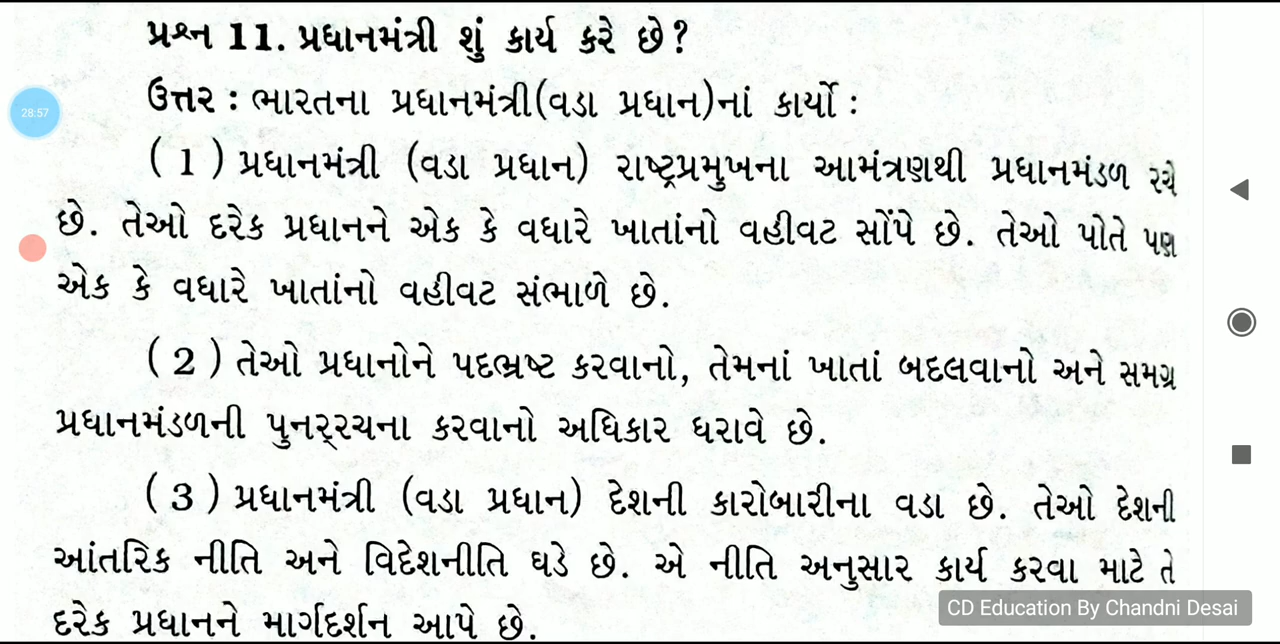 પ્રશ્ન 11. પ્રધાનમંત્રી શું કાર્ય કરે છે?
ઉત્તર : ભારતના પ્રધાનમંત્રી(વડા પ્રધાન)નાં કાર્યો :
28:57
( 1 ) પ્રધાનમંત્રી (વડા પ્રધાન) રાષ્ટ્રપ્રમુખના આમંત્રણથી પ્રધાનમંડળ રચે
છે. તેઓ દરેક પ્રધાનને એક કે વધારે ખાતાંનો વહીવટ સોંપે છે. તેઓ પોતે પણ
એક કે વધારે ખાતાંનો વહીવટ સંભાળે છે.
( 2 ) તેઓ પ્રધાનોને પદભ્રષ્ટ કરવાનો, તેમનાં ખાતાં બદલવાનો અને સમગ્ર
પ્રધાનમંડળની પુનર્રચના કરવાનો અધિકાર ધરાવે છે.
( 3 ) પ્રધાનમંત્રી (વડા પ્રધાન) દેશની કારોબારીના વડા છે. તેઓ દેશની
આંતરિક નીતિ અને વિદેશનીતિ ઘડે છે. એ નીતિ અનુસાર કાર્ય કરવા માટે તે
દરેક પ્રધાનને માર્ગદર્શન આપે છે.
CD Education By Chandni Desai